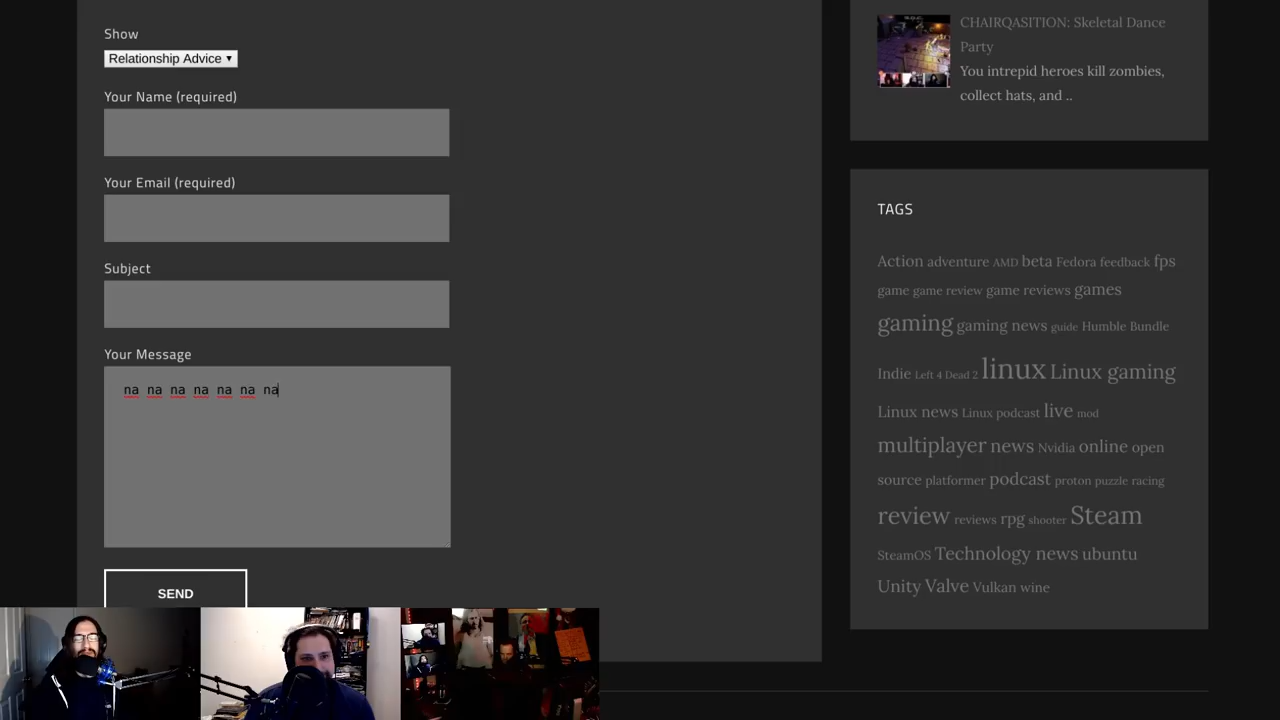 Show
Relationship Advice ▾
Your Name (required)
Your Email (required)
Subject
Your Message
na na na na na na na
SEND
CHAIRQASITION: Skeletal Dance
Party
You intrepid heroes kill zombies,
collect hats, and ..
TAGS
Action adventure AMD beta Fedora feedback fps
game game review game reviews games
gaming gaming news guide Humble Bundle
Indie Left 4 Dead 2 linux Linux gaming
Linux news Linux podcast live mod
multiplayer news Nvidia online open
source platformer podcast proton puzzle racing
review reviews rpg shooter Steam
SteamOS Technology news ubuntu
Unity Valve Vulkan wine